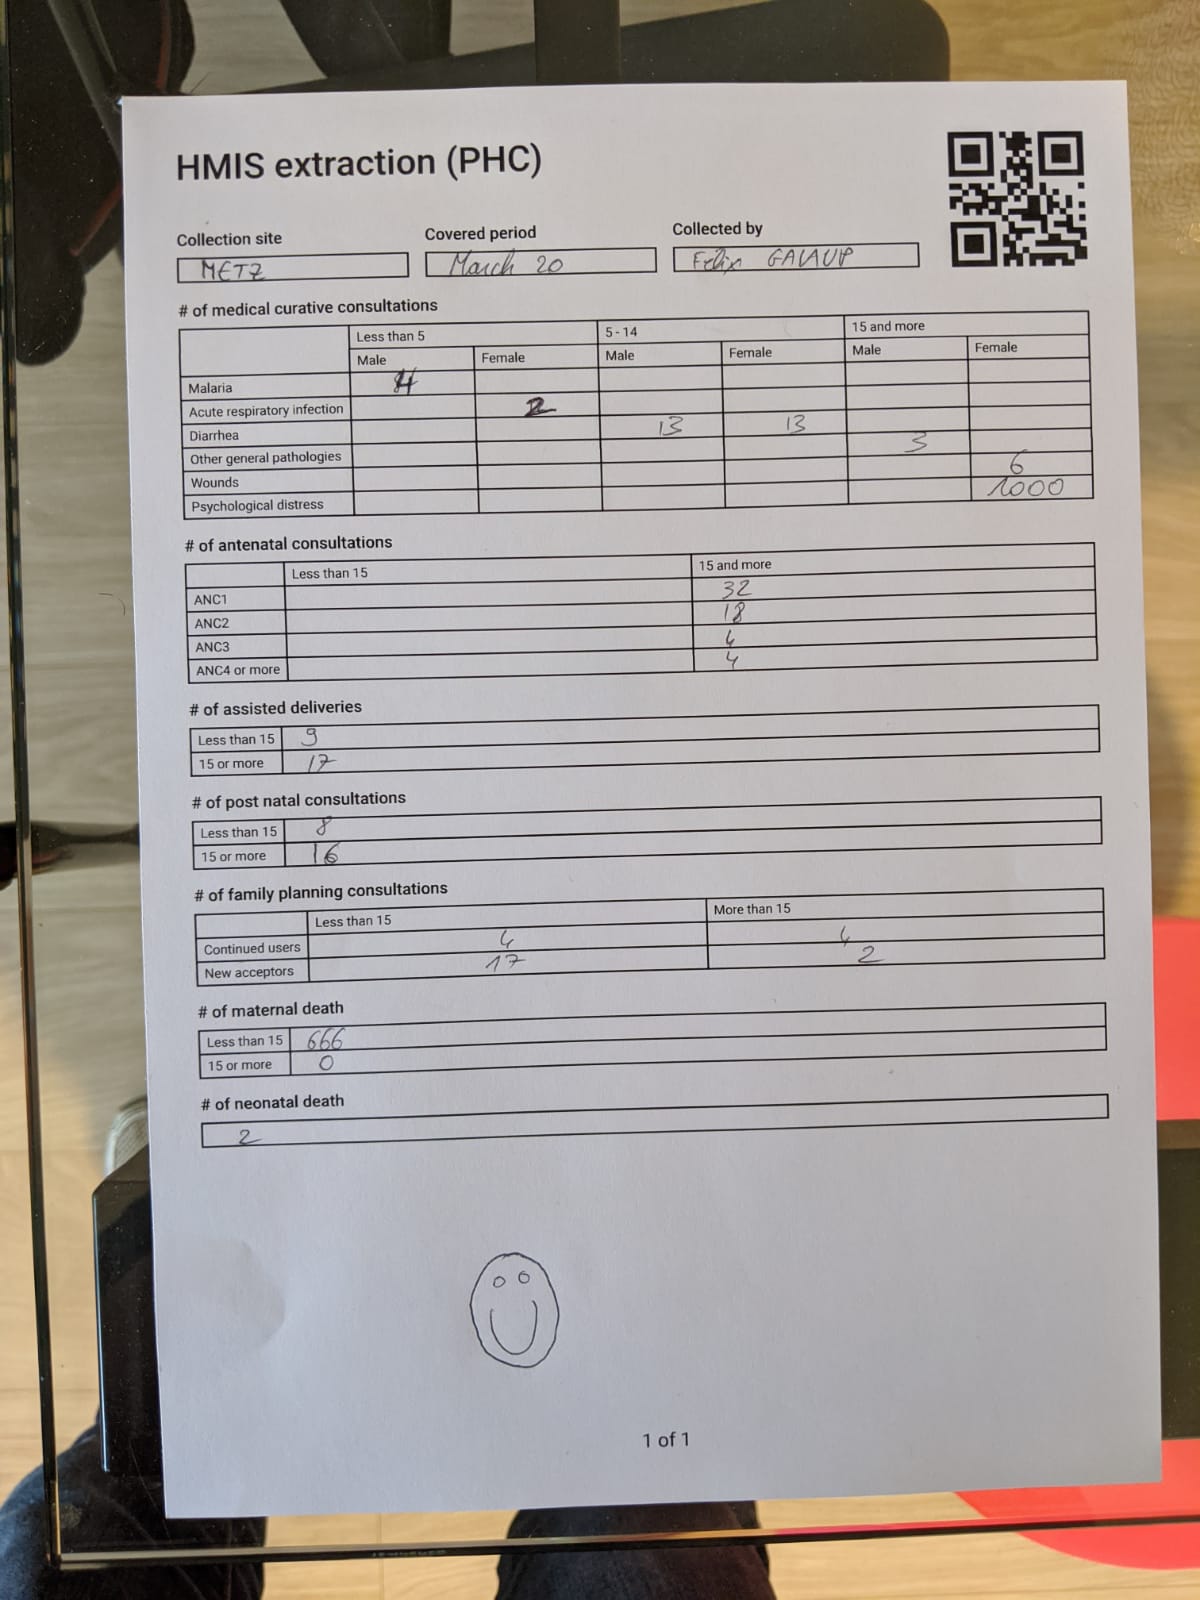 HMIS extraction (PHC)
Collection site Covered period Collected by
METZ March 20 Félix GALAUP
# of medical curative consultations
Less than 5 5 - 14 15 and more
Male Female Male Female Male Female
Malaria 4
Acute respiratory infection 2
Diarrhea 13 13
Other general pathologies 3
Wounds 6
Psychological distress 1000
# of antenatal consultations
Less than 15 15 and more
ANC1 32
ANC2 18
ANC3 4
ANC4 or more 4
# of assisted deliveries
Less than 15 9
15 or more 17
# of post natal consultations
Less than 15 8
15 or more 16
# of family planning consultations
Less than 15 More than 15
Continued users 4 4
New acceptors 17 2
# of maternal death
Less than 15 666
15 or more 0
# of neonatal death
2
1 of 1